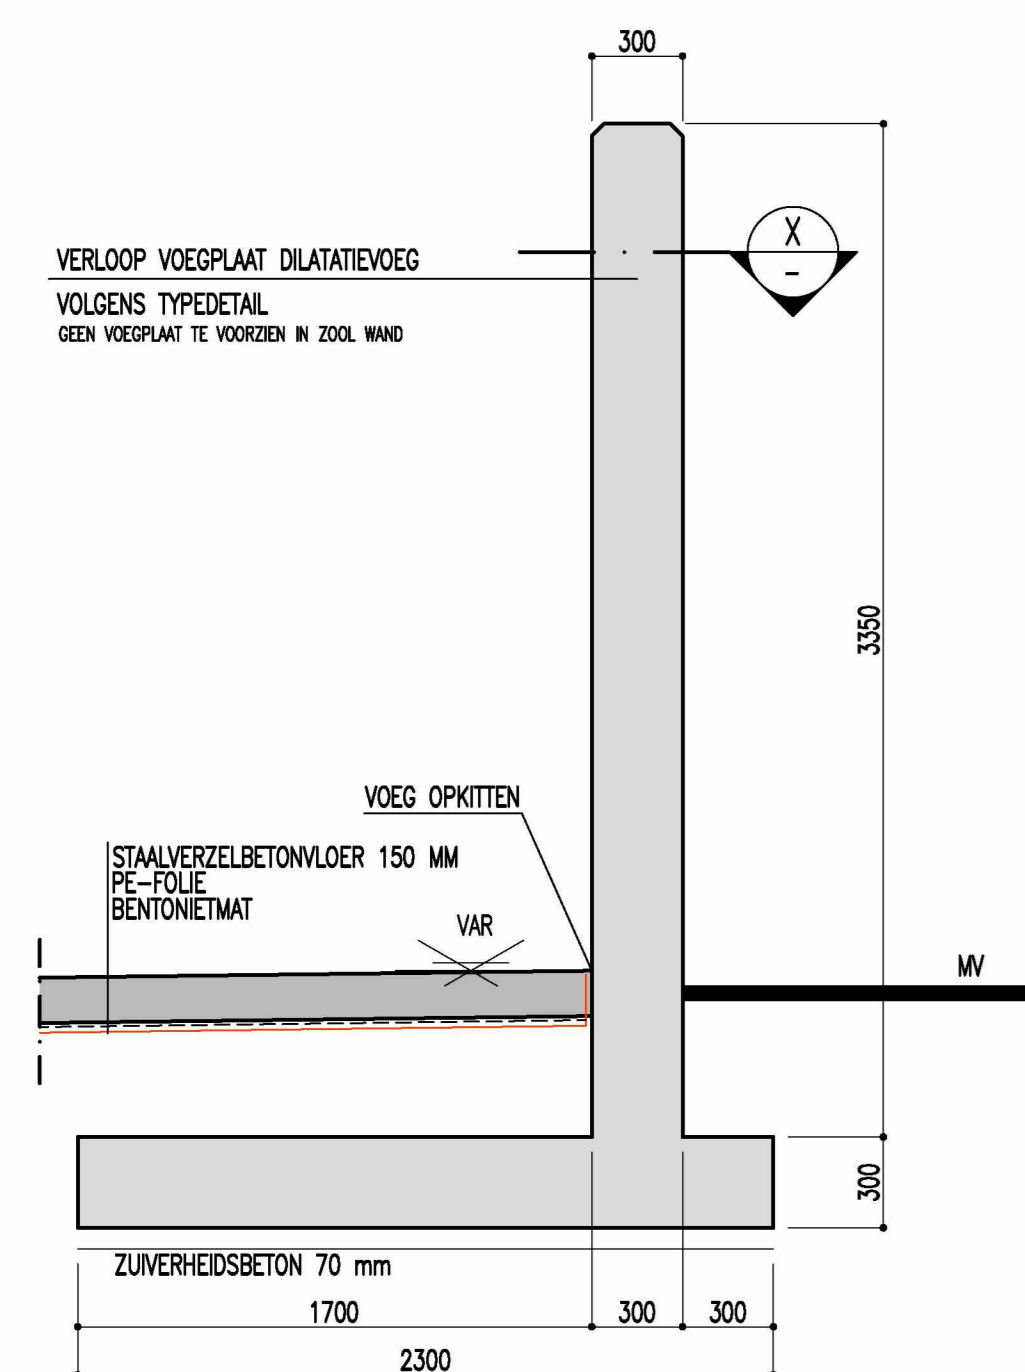 300
X
-
VERLOOP VOEGPLAAT DILATATIEVOEG
VOLGENS TYPEDETAIL
GEEN VOEGPLAAT TE VOORZIEN IN ZOOL WAND
3350
VOEG OPKITTEN
STAALVERZELBETONVLOER 150 MM
PE-FOLIE
BENTONIETMAT
VAR
MV
300
ZUIVERHEIDSBETON 70 mm
1700 300 300
2300